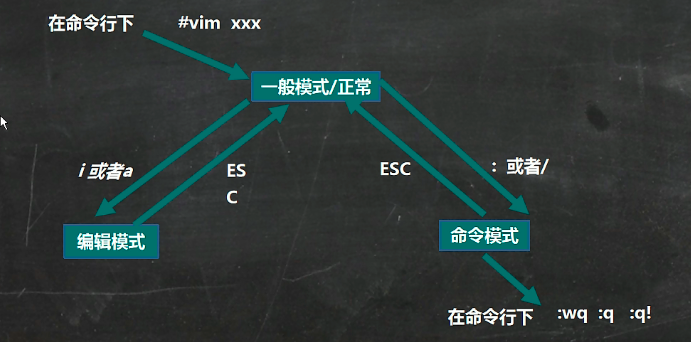 在命令行下 #vim xxx
一般模式/正常
i 或者a
ES
C
ESC
: 或者/
编辑模式
命令模式
在命令行下 :wq :q :q!